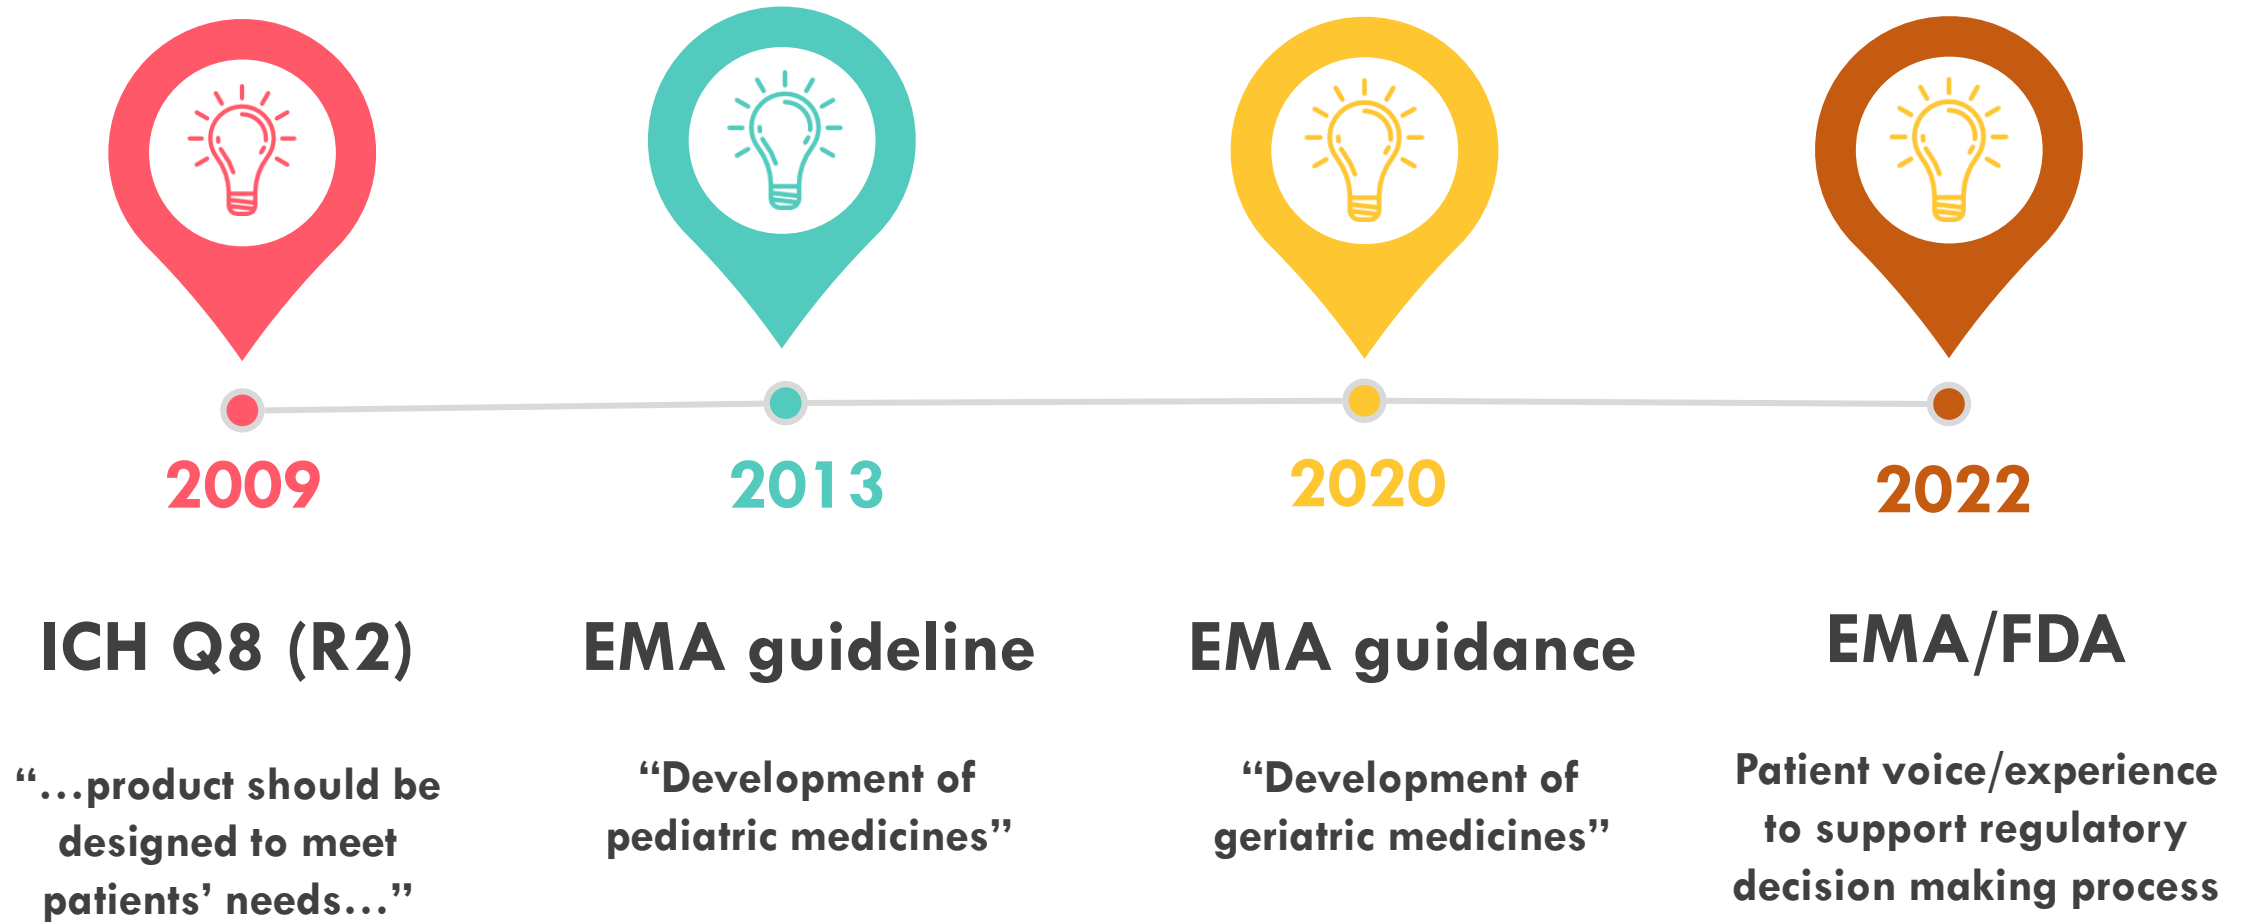 2009
2013
2020
2022
ICH Q8 (R2)
EMA guideline
EMA guidance
EMA/FDA
“…product should be
designed to meet
patients’ needs…”
“Development of
pediatric medicines”
“Development of
geriatric medicines”
Patient voice/experience
to support regulatory
decision making process